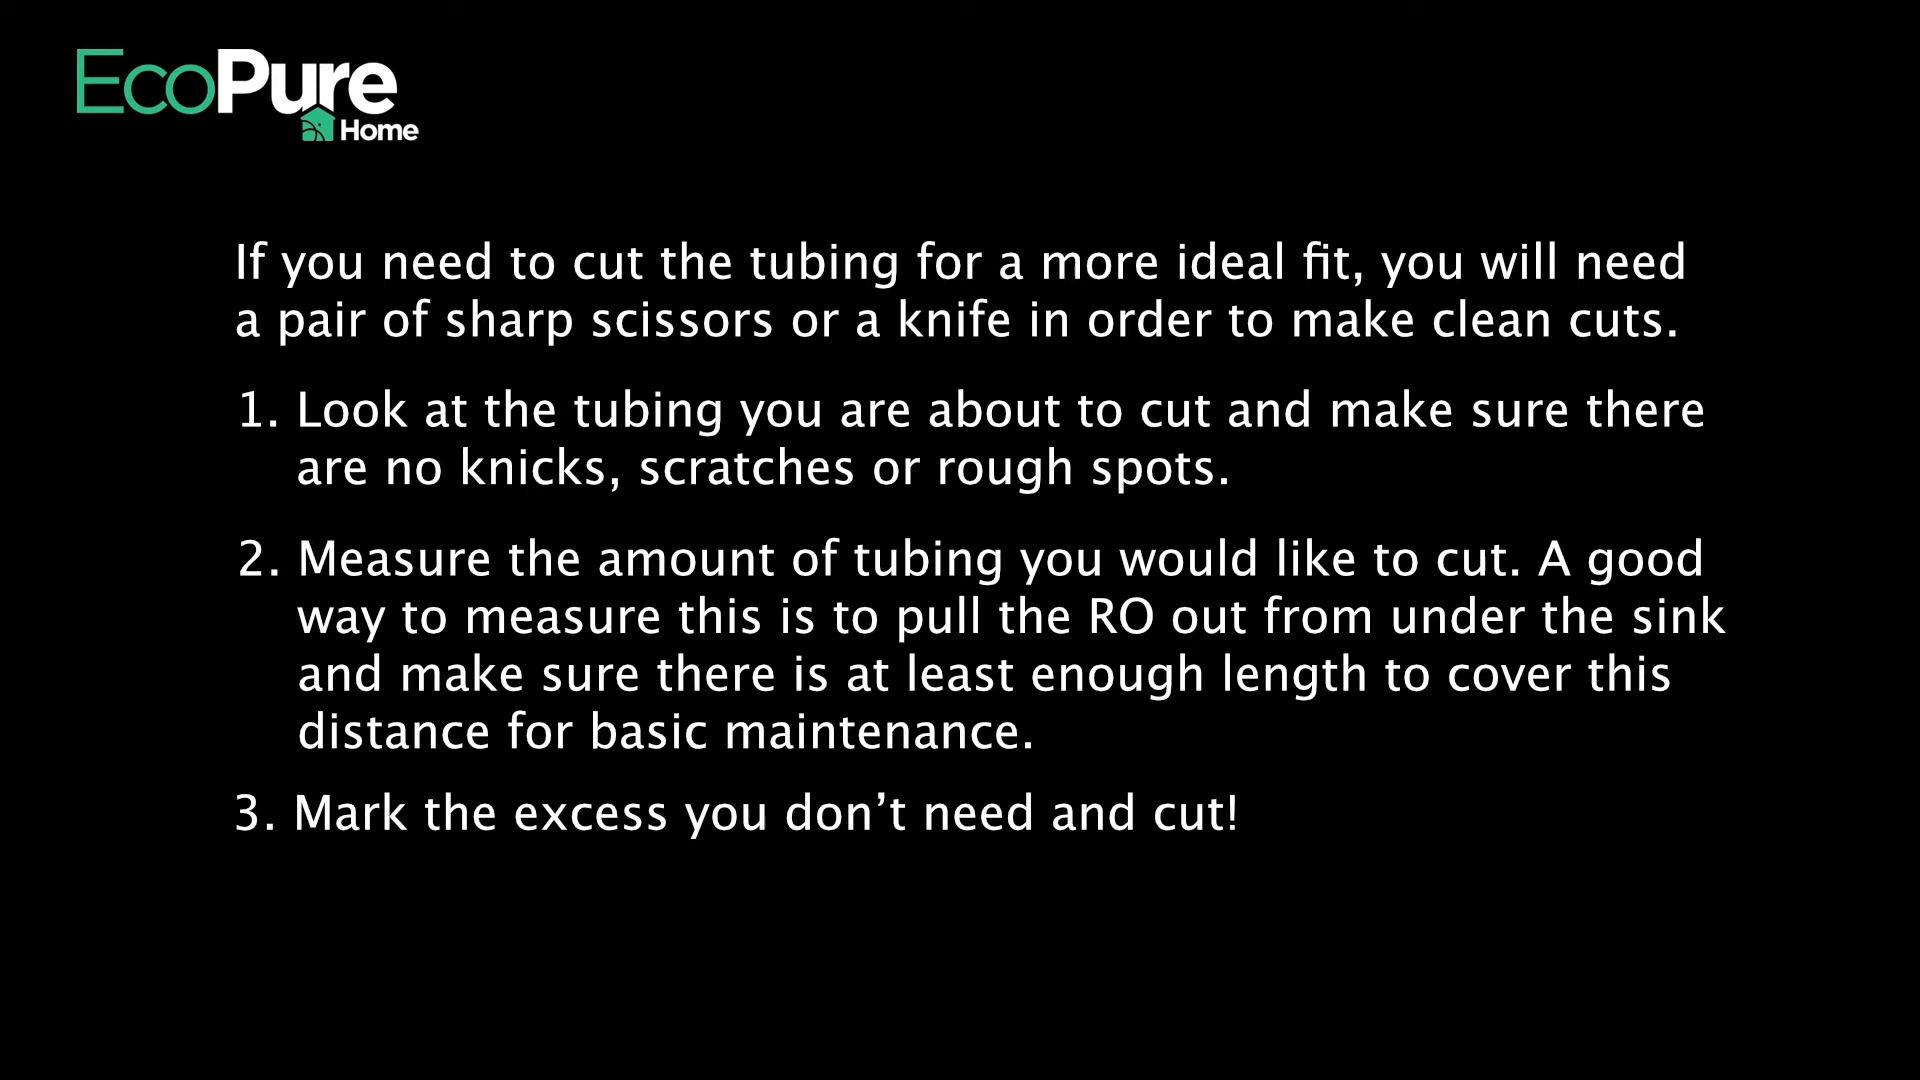 EcoPure
Home
If you need to cut the tubing for a more ideal fit, you will need
a pair of sharp scissors or a knife in order to make clean cuts.
1. Look at the tubing you are about to cut and make sure there
are no knicks, scratches or rough spots.
2. Measure the amount of tubing you would like to cut. A good
way to measure this is to pull the RO out from under the sink
and make sure there is at least enough length to cover this
distance for basic maintenance.
3. Mark the excess you don’t need and cut!